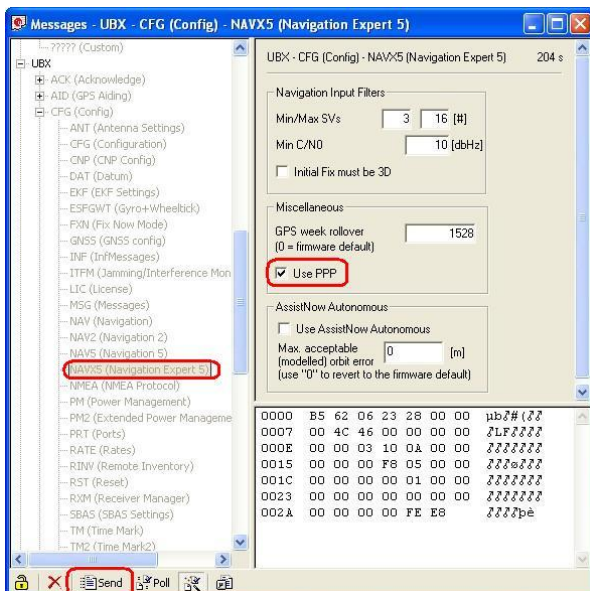 Messages - UBX - CFG (Config) - NAVX5 (Navigation Expert 5)
????? (Custom)
UBX
ACK (Acknowledge)
AID (GPS Aiding)
CFG (Config)
ANT (Antenna Settings)
CFG (Configuration)
CNP (CNP Config)
DAT (Datum)
EKF (EKF Settings)
ESFGWT (Gyro+Wheeltick)
FXN (Fix Now Mode)
GNSS (GNSS config)
INF (InfMessages)
ITFM (Jamming/Interference Mon
LIC (License)
MSG (Messages)
NAV (Navigation)
NAV2 (Navigation 2)
NAV5 (Navigation 5)
NAVX5 (Navigation Expert 5)
NMEA (NMEA Protocol)
PM (Power Management)
PM2 (Extended Power Manageme
PRT (Ports)
RATE (Rates)
RINV (Remote Inventory)
RST (Reset)
RXM (Receiver Manager)
SBAS (SBAS Settings)
TM (Time Mark)
TM2 (Time Mark2)
UBX - CFG (Config) - NAVX5 (Navigation Expert 5) 204 s
Navigation Input Filters
Min/Max SVs 3 16 [#]
Min C/N0 10 [dbHz]
Initial Fix must be 3D
Miscellaneous
GPS week rollover 1528
(0 = firmware default)
Use PPP
AssistNow Autonomous
Use AssistNow Autonomous
Max. acceptable
(modelled) orbit error 0 [m]
(use "0" to revert to the firmware default)
0000 B5 62 06 23 28 00 00
0007 00 4C 46 00 00 00 00
000E 00 00 03 10 0A 00 00
0015 00 00 00 F8 05 00 00
001C 00 00 00 00 01 00 00
0023 00 00 00 00 00 00 00
002A 00 00 00 00 FE E8
Send Poll